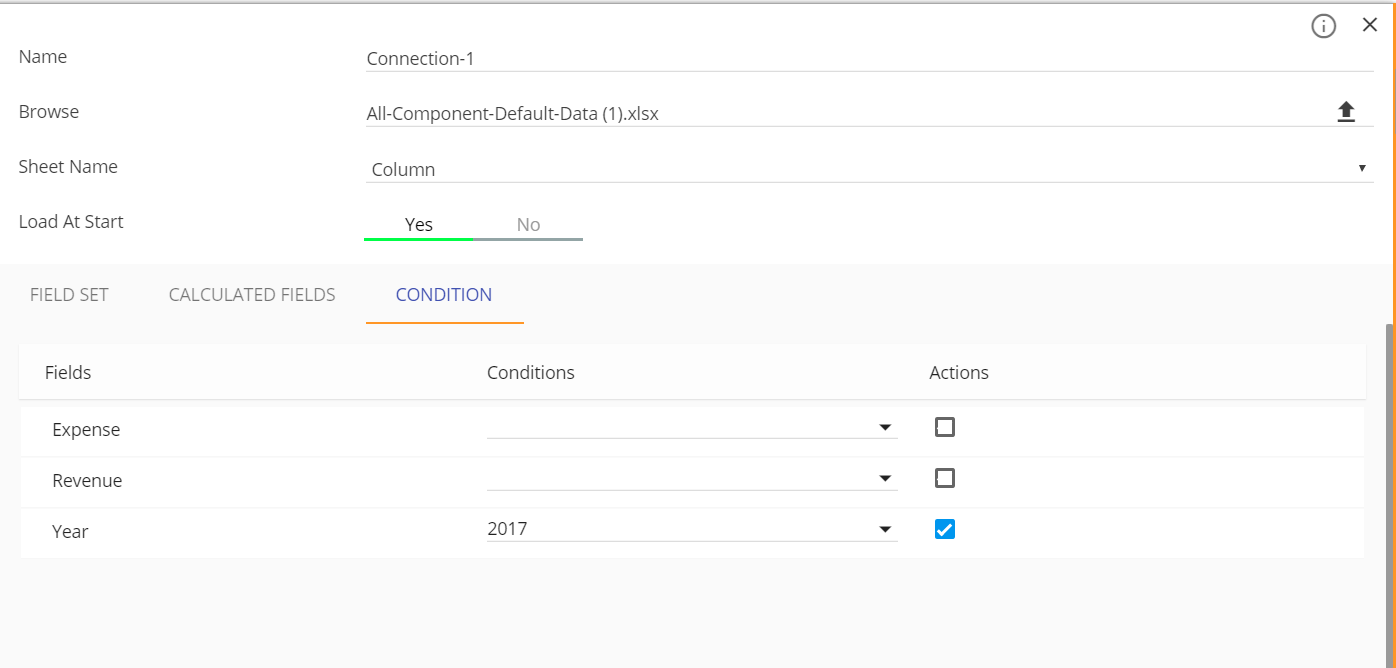 Name Connection-1
Browse All-Component-Default-Data (1).xlsx
Sheet Name Column
Load At Start Yes No
FIELD SET CALCULATED FIELDS CONDITION
Fields Conditions Actions
Expense
Revenue
Year 2017